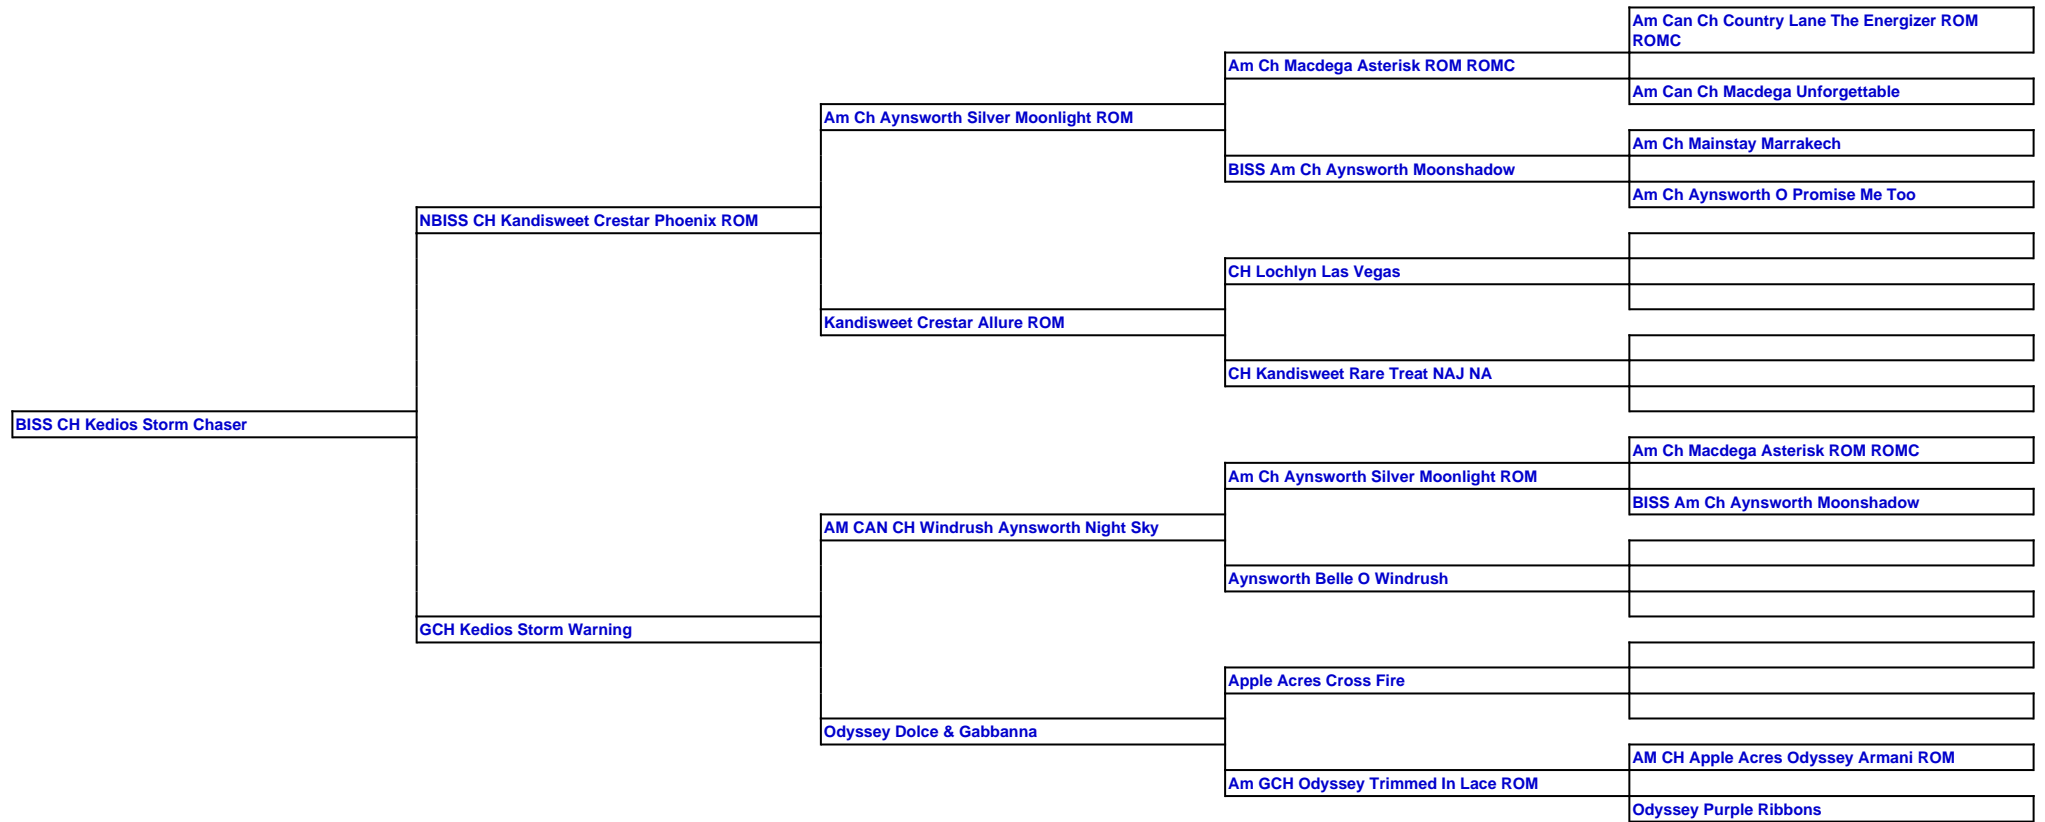 Am Can Ch Country Lane The Energizer ROM
ROMC
Am Ch Macdega Asterisk ROM ROMC
Am Can Ch Macdega Unforgettable
Am Ch Aynsworth Silver Moonlight ROM
Am Ch Mainstay Marrakech
BISS Am Ch Aynsworth Moonshadow
Am Ch Aynsworth O Promise Me Too
NBISS CH Kandisweet Crestar Phoenix ROM
CH Lochlyn Las Vegas
Kandisweet Crestar Allure ROM
CH Kandisweet Rare Treat NAJ NA
BISS CH Kedios Storm Chaser
Am Ch Macdega Asterisk ROM ROMC
Am Ch Aynsworth Silver Moonlight ROM
BISS Am Ch Aynsworth Moonshadow
AM CAN CH Windrush Aynsworth Night Sky
Aynsworth Belle O Windrush
GCH Kedios Storm Warning
Apple Acres Cross Fire
Odyssey Dolce & Gabbanna
AM CH Apple Acres Odyssey Armani ROM
Am GCH Odyssey Trimmed In Lace ROM
Odyssey Purple Ribbons